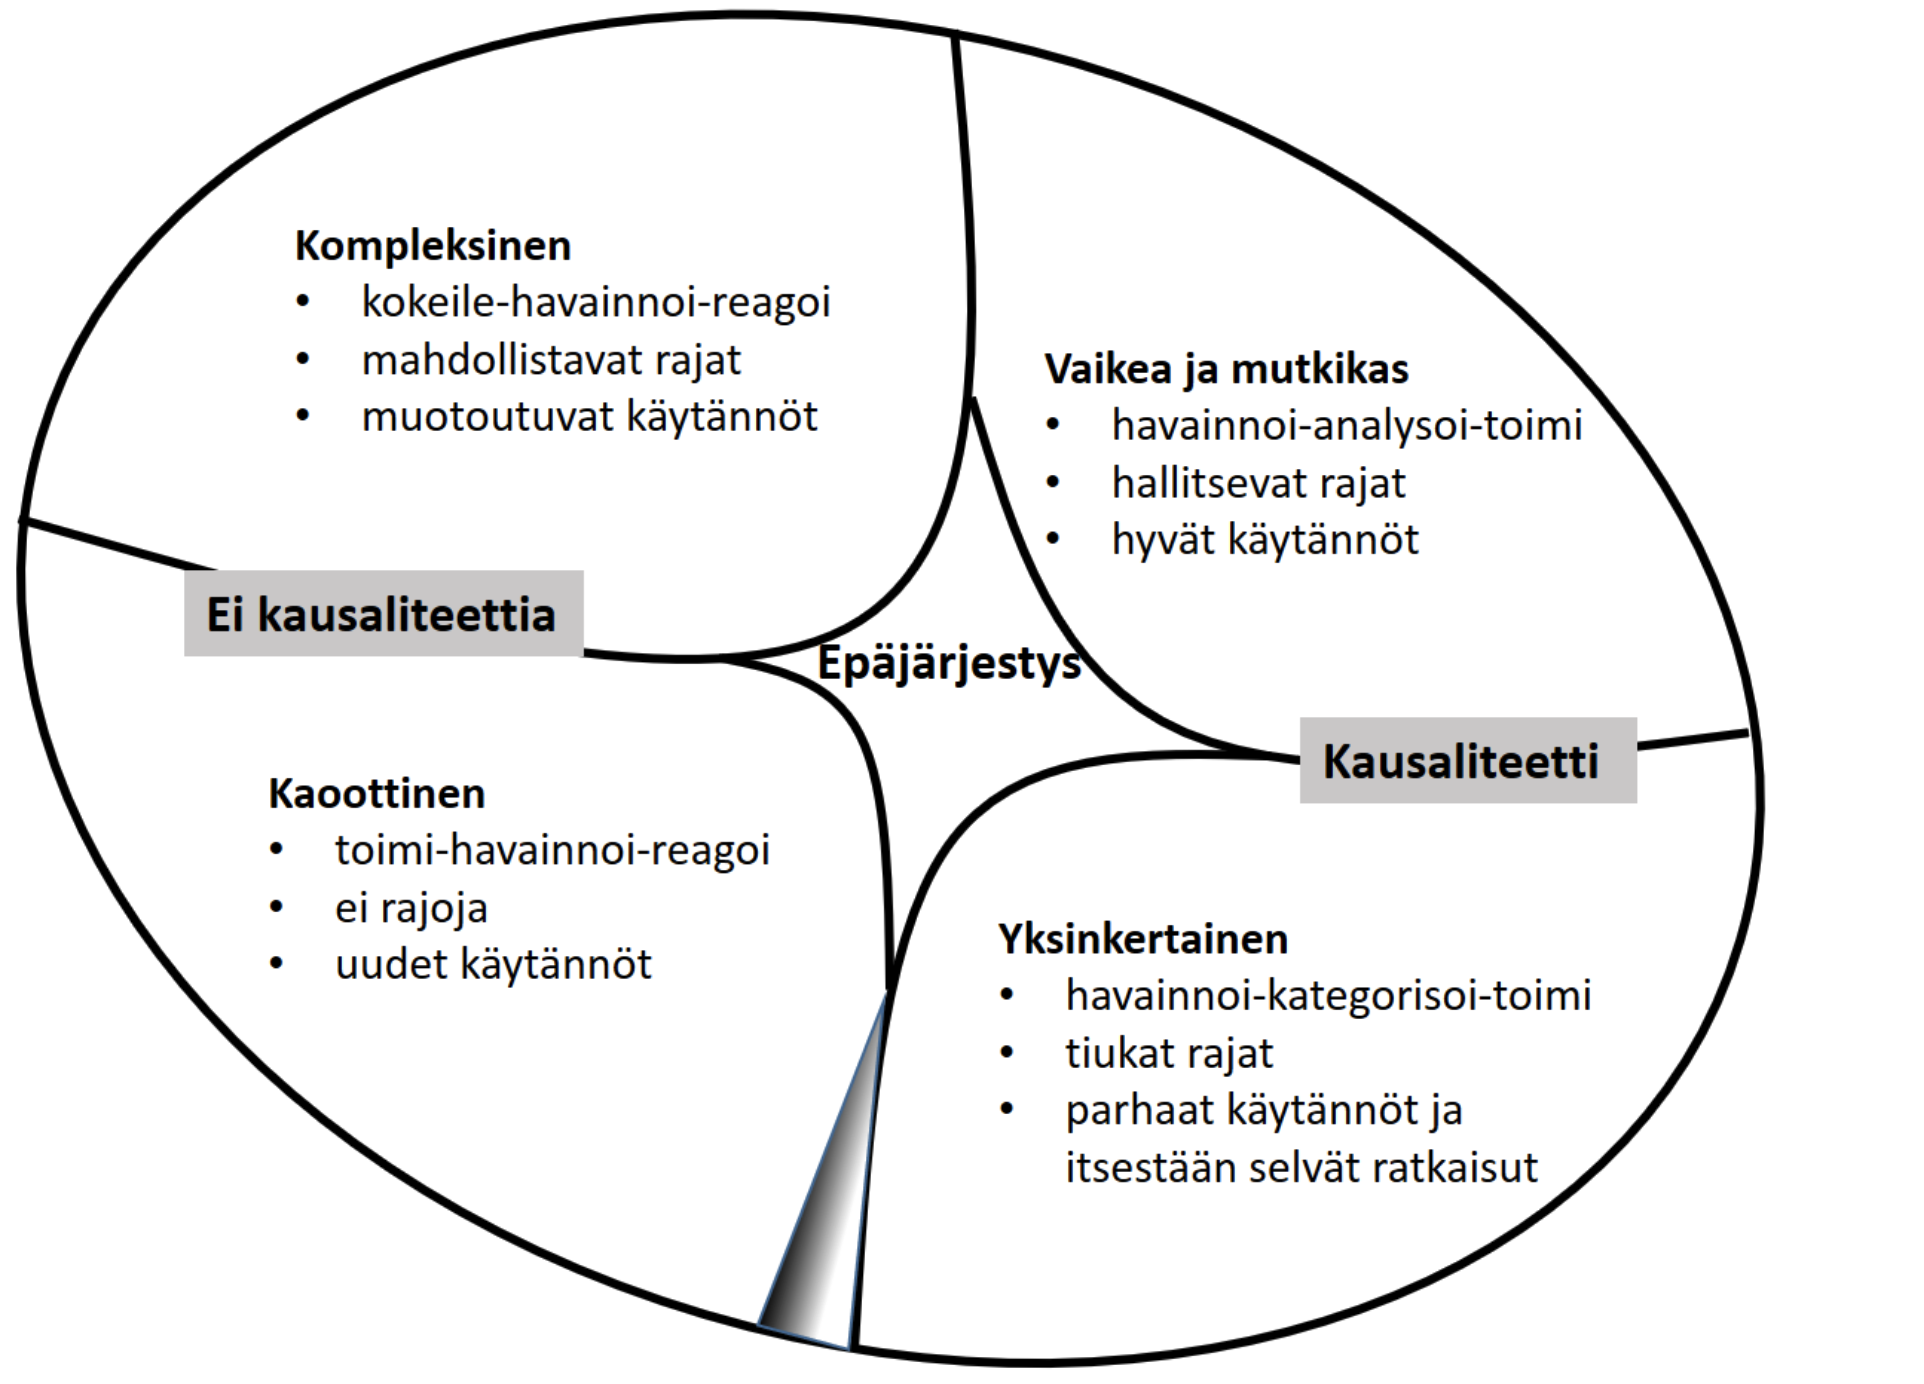 Kompleksinen
• kokeile-havainnoi-reagoi
• mahdollistavat rajat
• muotoutuvat käytännöt
Vaikea ja mutkikas
• havainnoi-analysoi-toimi
• hallitsevat rajat
• hyvät käytännöt
Ei kausaliteettia
Epäjärjestys
Kausaliteetti
Kaoottinen
• toimi-havainnoi-reagoi
• ei rajoja
• uudet käytännöt
Yksinkertainen
• havainnoi-kategorisoi-toimi
• tiukat rajat
• parhaat käytännöt ja
itsestään selvät ratkaisut